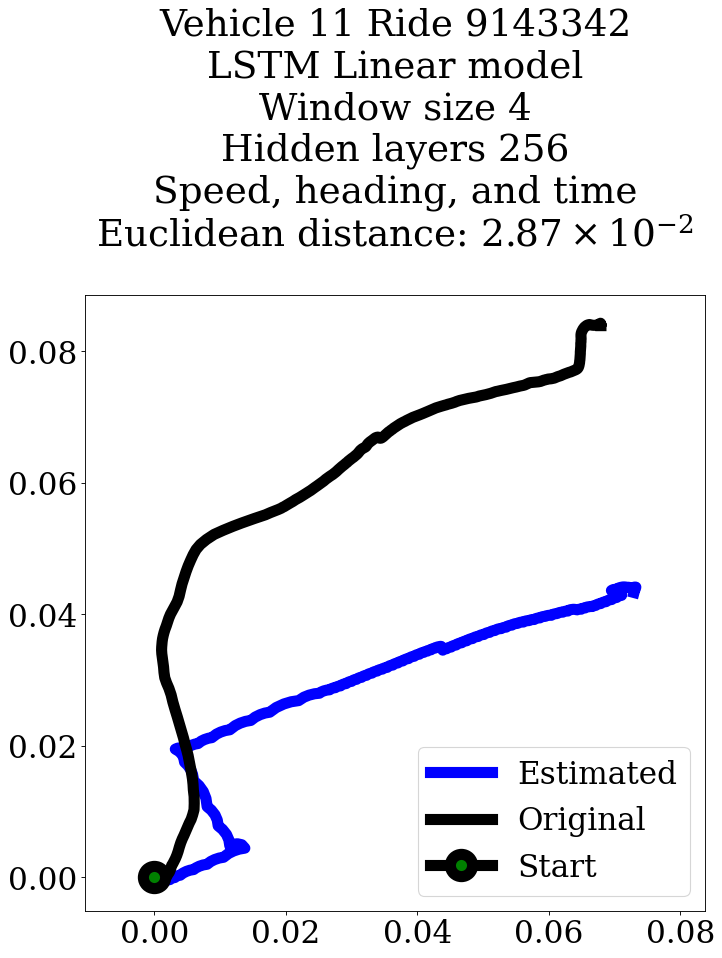 Vehicle 11 Ride 9143342
LSTM Linear model
Window size 4
Hidden layers 256
Speed, heading, and time
Euclidean distance: 2.87 × 10⁻²
0.08
0.06
0.04
0.02
0.00
Estimated
Original
Start
0.00 0.02 0.04 0.06 0.08